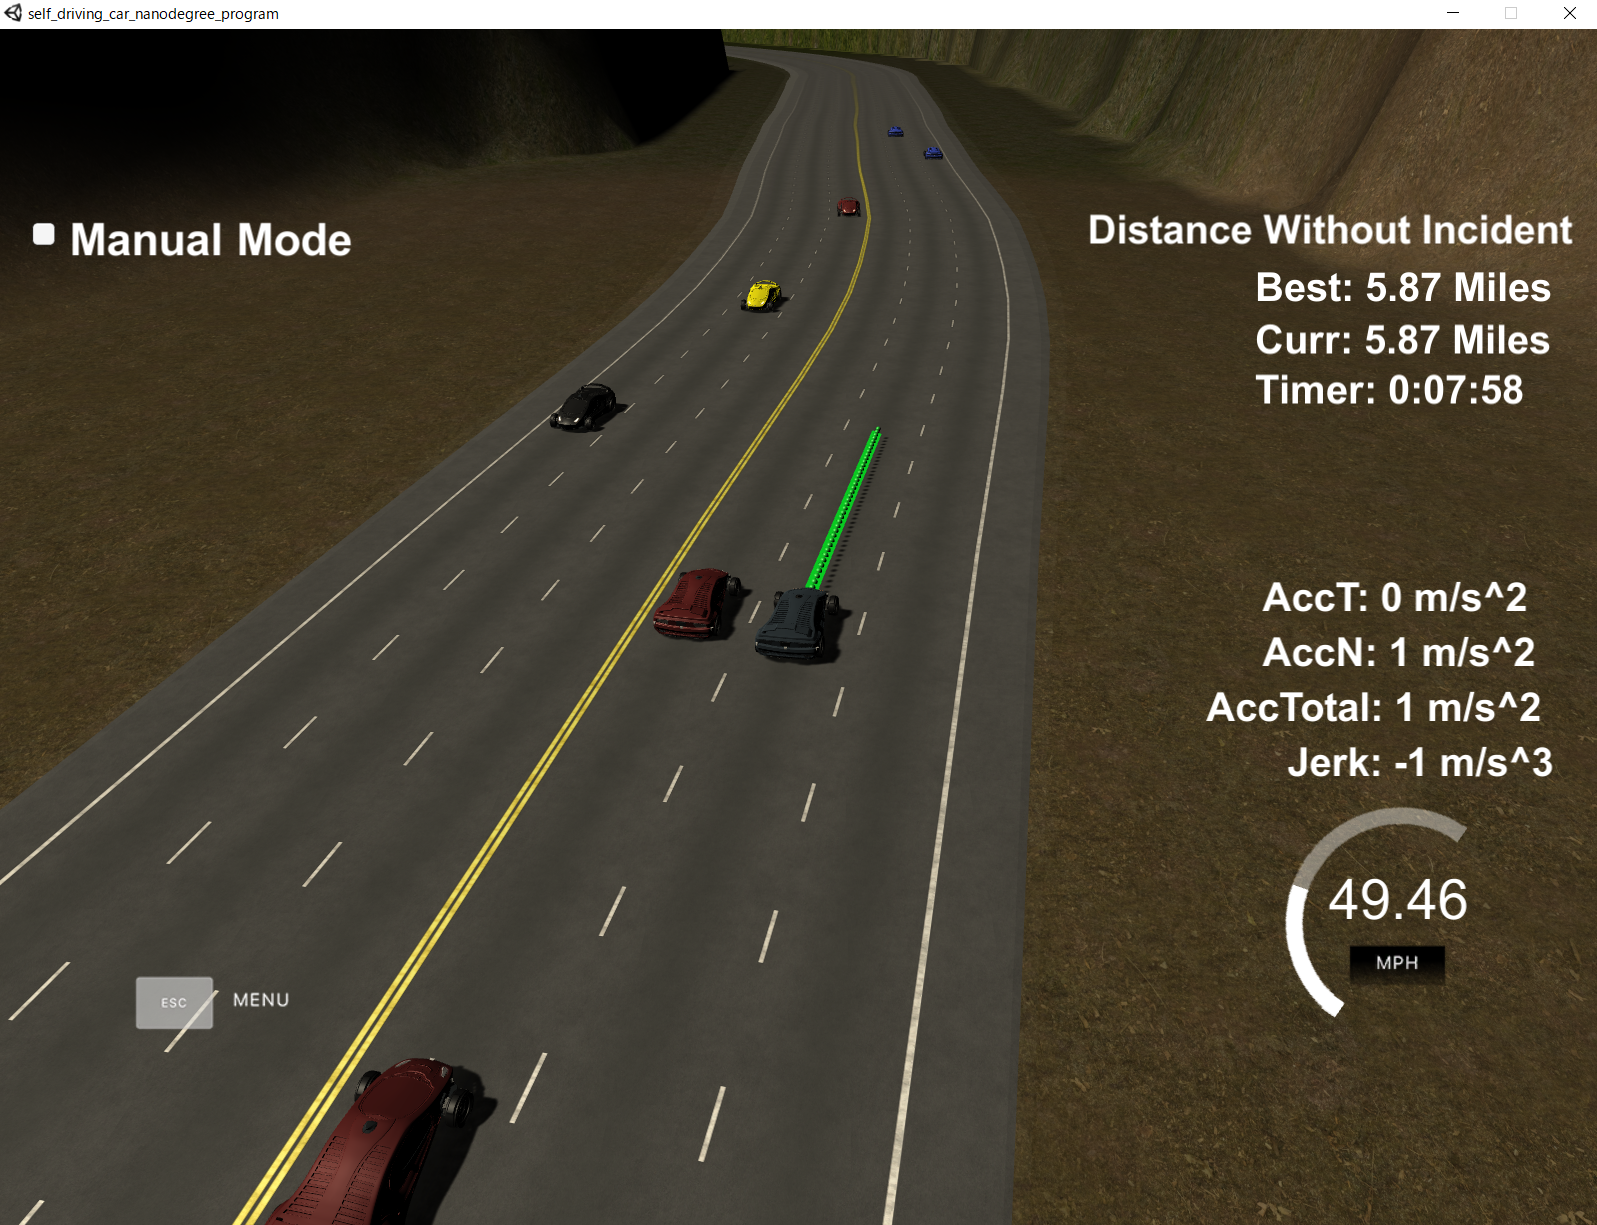 self_driving_car_nanodegree_program
Manual Mode
Distance Without Incident
Best: 5.87 Miles
Curr: 5.87 Miles
Timer: 0:07:58
AccT: 0 m/s^2
AccN: 1 m/s^2
AccTotal: 1 m/s^2
Jerk: -1 m/s^3
49.46
MPH
ESC MENU